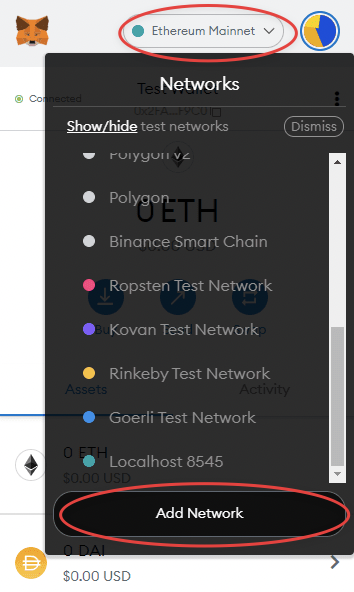 Ethereum Mainnet
Networks
Connected
Test Wallet
Show/hide test networks
Dismiss
Polygon v2
Polygon
0 ETH
Binance Smart Chain
Ropsten Test Network
Kovan Test Network
Rinkeby Test Network
Assets
Activity
Goerli Test Network
0 ETH
Localhost 8545
$0.00 USD
Add Network
0 DAI
$0.00 USD